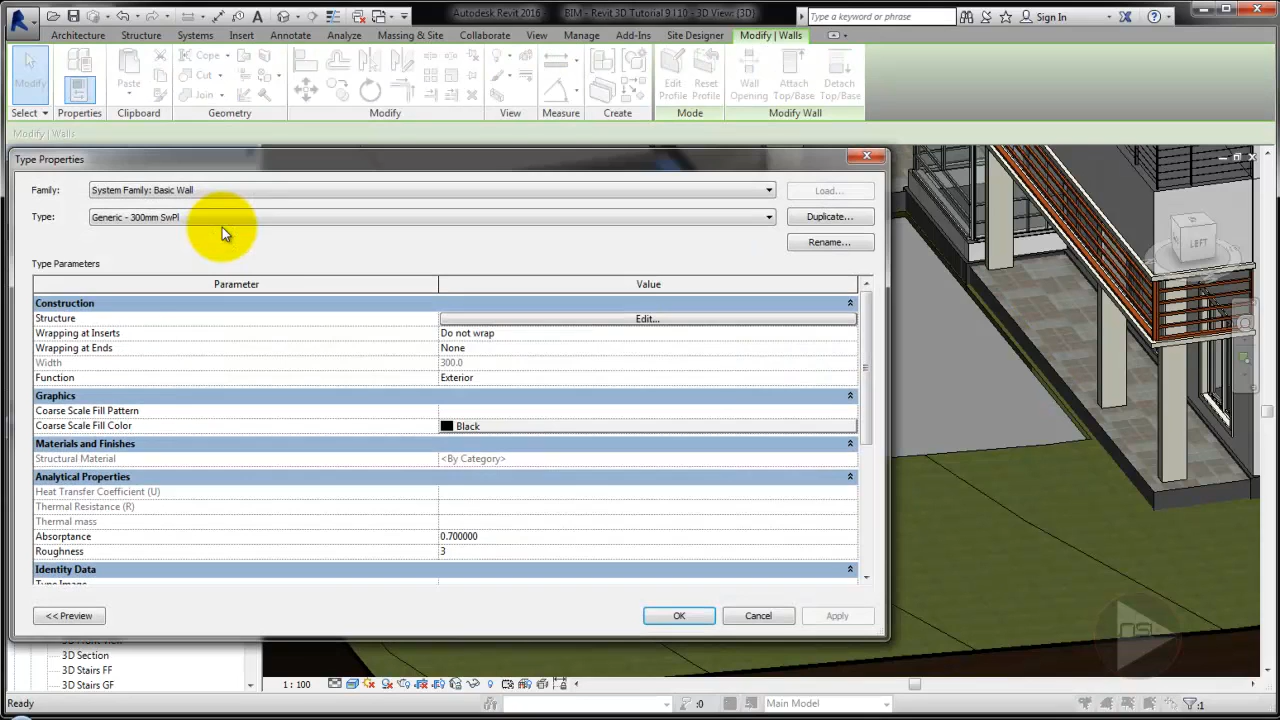 Autodesk Revit 2016 - BIM - Revit 3D Tutorial 9 I 10 - 3D View: {3D}
Type a keyword or phrase
Sign In
Architecture Structure Systems Insert Annotate Analyze Massing & Site Collaborate View Manage Add-Ins Site Designer Modify | Walls
Modify
Paste
Cope
Cut
Join
Edit Profile
Reset Profile
Wall Opening
Attach Top/Base
Detach Top/Base
Select Properties Clipboard Geometry Modify View Measure Create Mode Modify Wall
Modify | Walls
Type Properties
Family: System Family: Basic Wall Load...
Type: Generic - 300mm SwPl Duplicate...
Rename...
Type Parameters
Parameter Value
Construction
Structure Edit...
Wrapping at Inserts Do not wrap
Wrapping at Ends None
Width 300.0
Function Exterior
Graphics
Coarse Scale Fill Pattern
Coarse Scale Fill Color Black
Materials and Finishes
Structural Material <By Category>
Analytical Properties
Heat Transfer Coefficient (U)
Thermal Resistance (R)
Thermal mass
Absorptance 0.700000
Roughness 3
Identity Data
Type Image
<< Preview OK Cancel Apply
LEFT
3D Section
3D Stairs FF
3D Stairs GF
1 : 100
Ready :0 Main Model :1